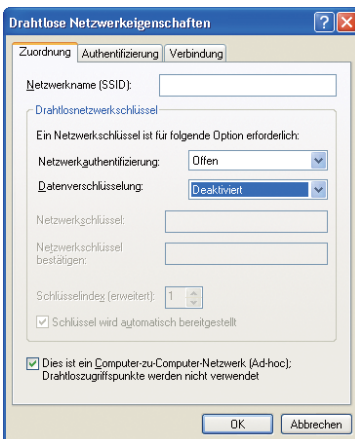 Drahtlose Netzwerkeigenschaften
Zuordnung Authentifizierung Verbindung
Netzwerkname (SSID):
Drahtlosnetzwerkschlüssel
Ein Netzwerkschlüssel ist für folgende Option erforderlich:
Netzwerkauthentifizierung: Offen
Datenverschlüsselung: Deaktiviert
Netzwerkschlüssel:
Netzwerkschlüssel
bestätigen:
Schlüsselindex (erweitert): 1
Schlüssel wird automatisch bereitgestellt
Dies ist ein Computer-zu-Computer-Netzwerk (Ad-hoc);
Drahtloszugriffspunkte werden nicht verwendet
OK Abbrechen